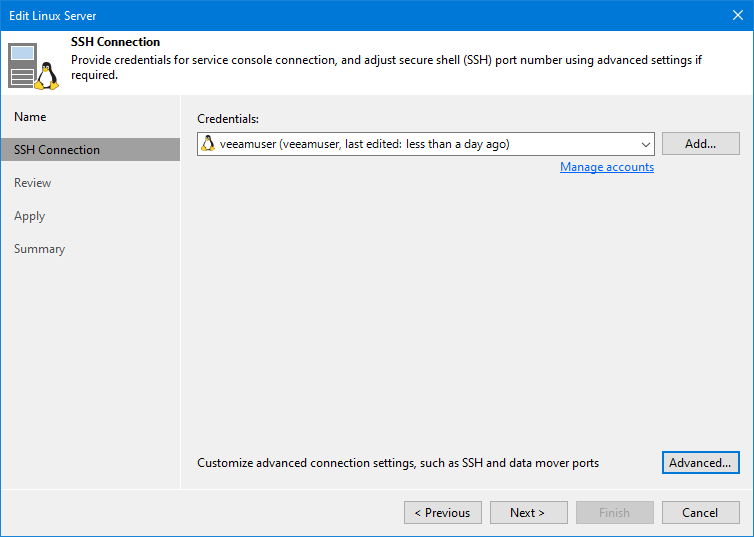 Edit Linux Server
SSH Connection
Provide credentials for service console connection, and adjust secure shell (SSH) port number using advanced settings if
required.
Name
SSH Connection
Review
Apply
Summary
Credentials:
veeamuser (veeamuser, last edited: less than a day ago)
Add...
Manage accounts
Customize advanced connection settings, such as SSH and data mover ports
Advanced...
< Previous
Next >
Finish
Cancel